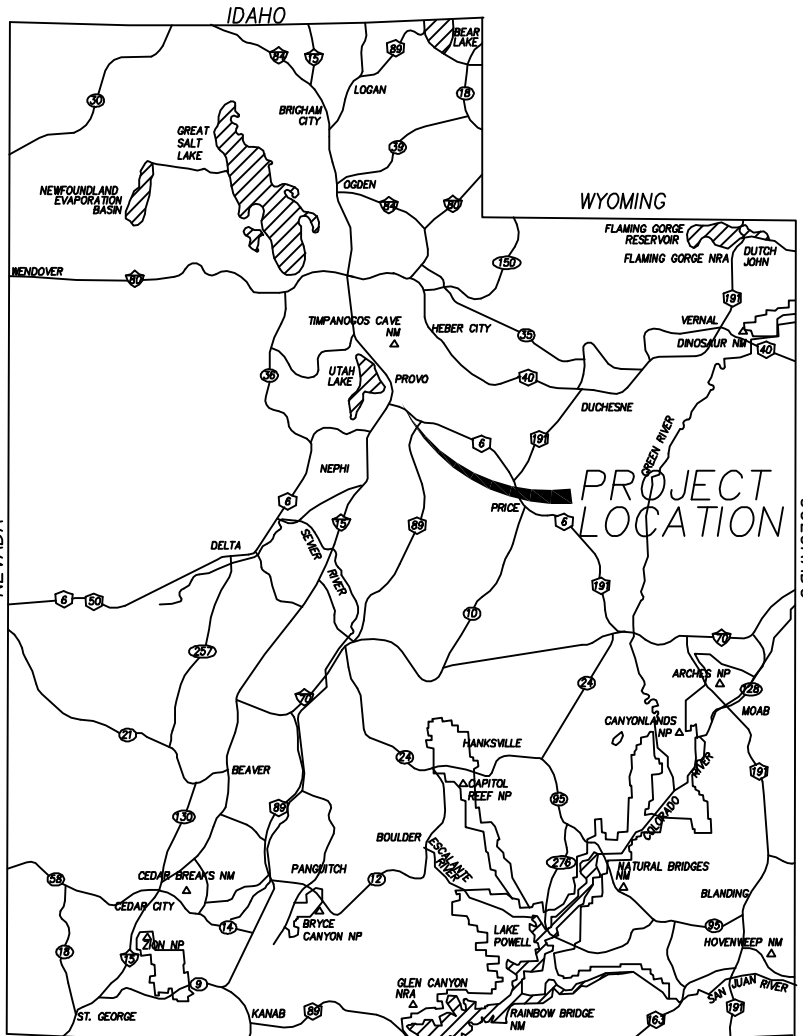 IDAHO
BEAR
LAKE
84
15
89
LOGAN
18
30
BRIGHAM
CITY
GREAT
SALT
LAKE
39
NEWFOUNDLAND
EVAPORATION
BASIN
OGDEN
84
80
WYOMING
FLAMING GORGE
RESERVOIR
FLAMING GORGE NRA
DUTCH
JOHN
WENDOVER
80
150
191
TIMPANOGOS CAVE
NM
HEBER CITY
35
VERNAL
DINOSAUR NM
40
36
UTAH
LAKE
PROVO
40
DUCHESNE
6
191
GREEN RIVER
NEPHI
PROJECT
LOCATION
6
15
89
PRICE
6
DELTA
SEVIER
RIVER
191
6
50
10
257
70
24
ARCHES NP
128
70
CANYONLANDS
NP
MOAB
21
HANKSVILLE
24
BEAVER
CAPITOL
REEF NP
191
95
COLORADO
RIVER
130
89
BOULDER
ESCALANTE
RIVER
276
NATURAL BRIDGES
NM
58
CEDAR BREAKS NM
PANGUITCH
12
BLANDING
CEDAR CITY
14
BRYCE
CANYON NP
LAKE
POWELL
95
18
ZION NP
HOVENWEEP NM
15
9
GLEN CANYON
NRA
SAN JUAN RIVER
ST. GEORGE
KANAB
89
RAINBOW BRIDGE
NM
163
191